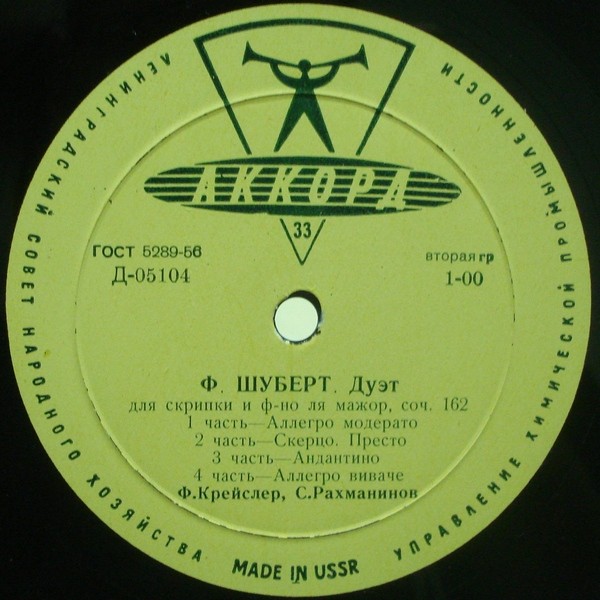 ЛЕНИНГРАДСКИЙ СОВЕТ НАРОДНОГО ХОЗЯЙСТВА
УПРАВЛЕНИЕ ХИМИЧЕСКОЙ ПРОМЫШЛЕННОСТИ
АККОРД
33
ГОСТ 5289-56
вторая гр
Д-05104
1-00
Ф. ШУБЕРТ. Дуэт
для скрипки и ф-но ля мажор, соч. 162
1 часть—Аллегро модерато
2 часть—Скерцо. Престо
3 часть—Андантино
4 часть—Аллегро виваче
Ф.Крейслер, С.Рахманинов
MADE IN USSR